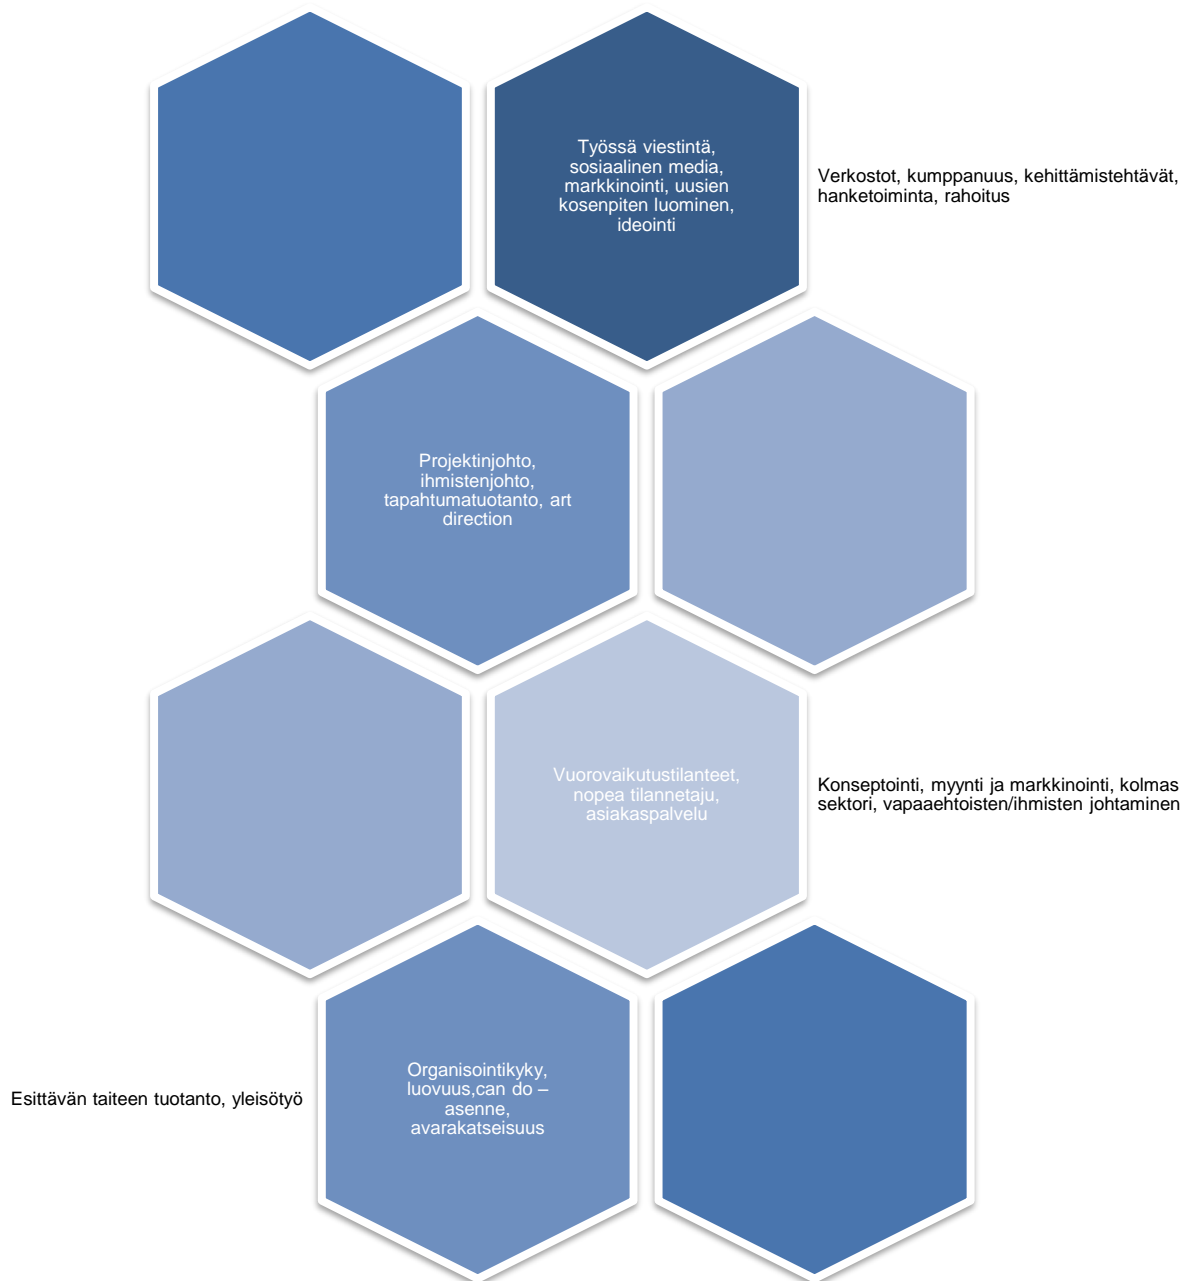 Työssä viestintä,
sosiaalinen media,
markkinointi, uusien
kosenpiten luominen,
ideointi
Verkostot, kumppanuus, kehittämistehtävät,
hanketoiminta, rahoitus
Projektinjohto,
ihmistenjohto,
tapahtumatuotanto, art
direction
Vuorovaikutustilanteet,
nopea tilannetaju,
asiakaspalvelu
Konseptointi, myynti ja markkinointi, kolmas
sektori, vapaaehtoisten/ihmisten johtaminen
Esittävän taiteen tuotanto, yleisötyö
Organisointikyky,
luovuus,can do –
asenne,
avarakatseisuus